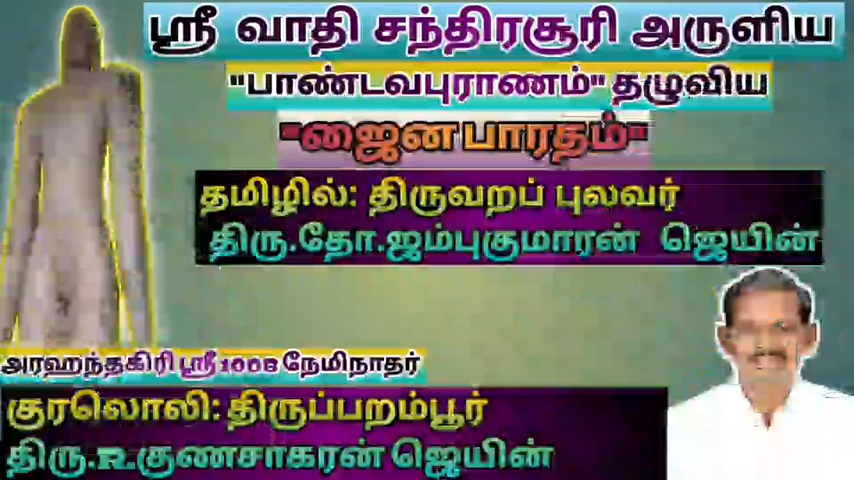 ஸ்ரீ வாதி சந்திரசூரி அருளிய
"பாண்டவபுராணம்" தழுவிய
"ஜைன பாரதம்"
தமிழில்: திருவறப் புலவர்
திரு.தோ.ஜம்புகுமாரன் ஜெயின்
அரஹந்தகிரி ஸ்ரீ 1008 நேமிநாதர்
குரலொலி: திருப்பறம்பூர்
திரு.R.குணசாகரன் ஜெயின்